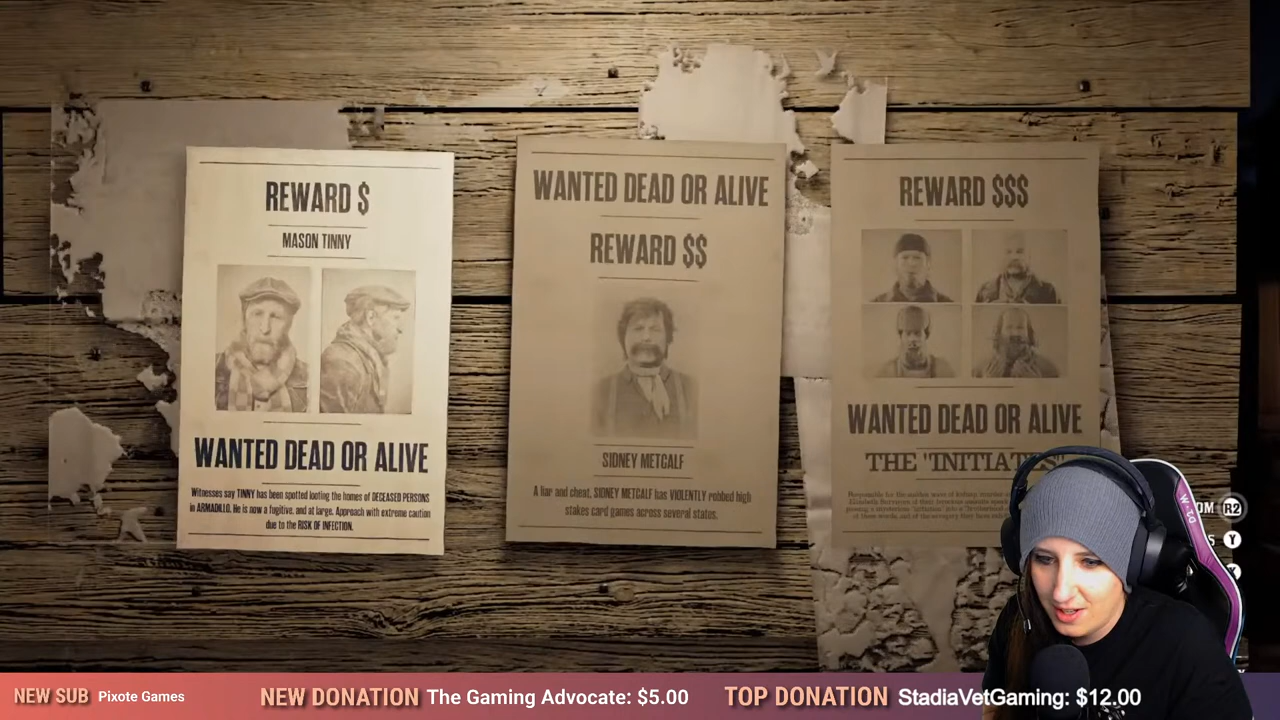 REWARD $
MASON TINNY
WANTED DEAD OR ALIVE
Witnesses say TINNY has been spotted looting the homes of DECEASED PERSONS
in ARMADILLO. He is now a fugitive, and at large. Approach with extreme caution
due to the RISK OF INFECTION.
WANTED DEAD OR ALIVE
REWARD $$
SIDNEY METCALF
A liar and cheat, SIDNEY METCALF has VIOLENTLY robbed high
stakes card games across several states.
REWARD $$$
WANTED DEAD OR ALIVE
THE "INITIATES"
R2
Y
NEW SUB Pixote Games
NEW DONATION The Gaming Advocate: $5.00
TOP DONATION StadiaVetGaming: $12.00